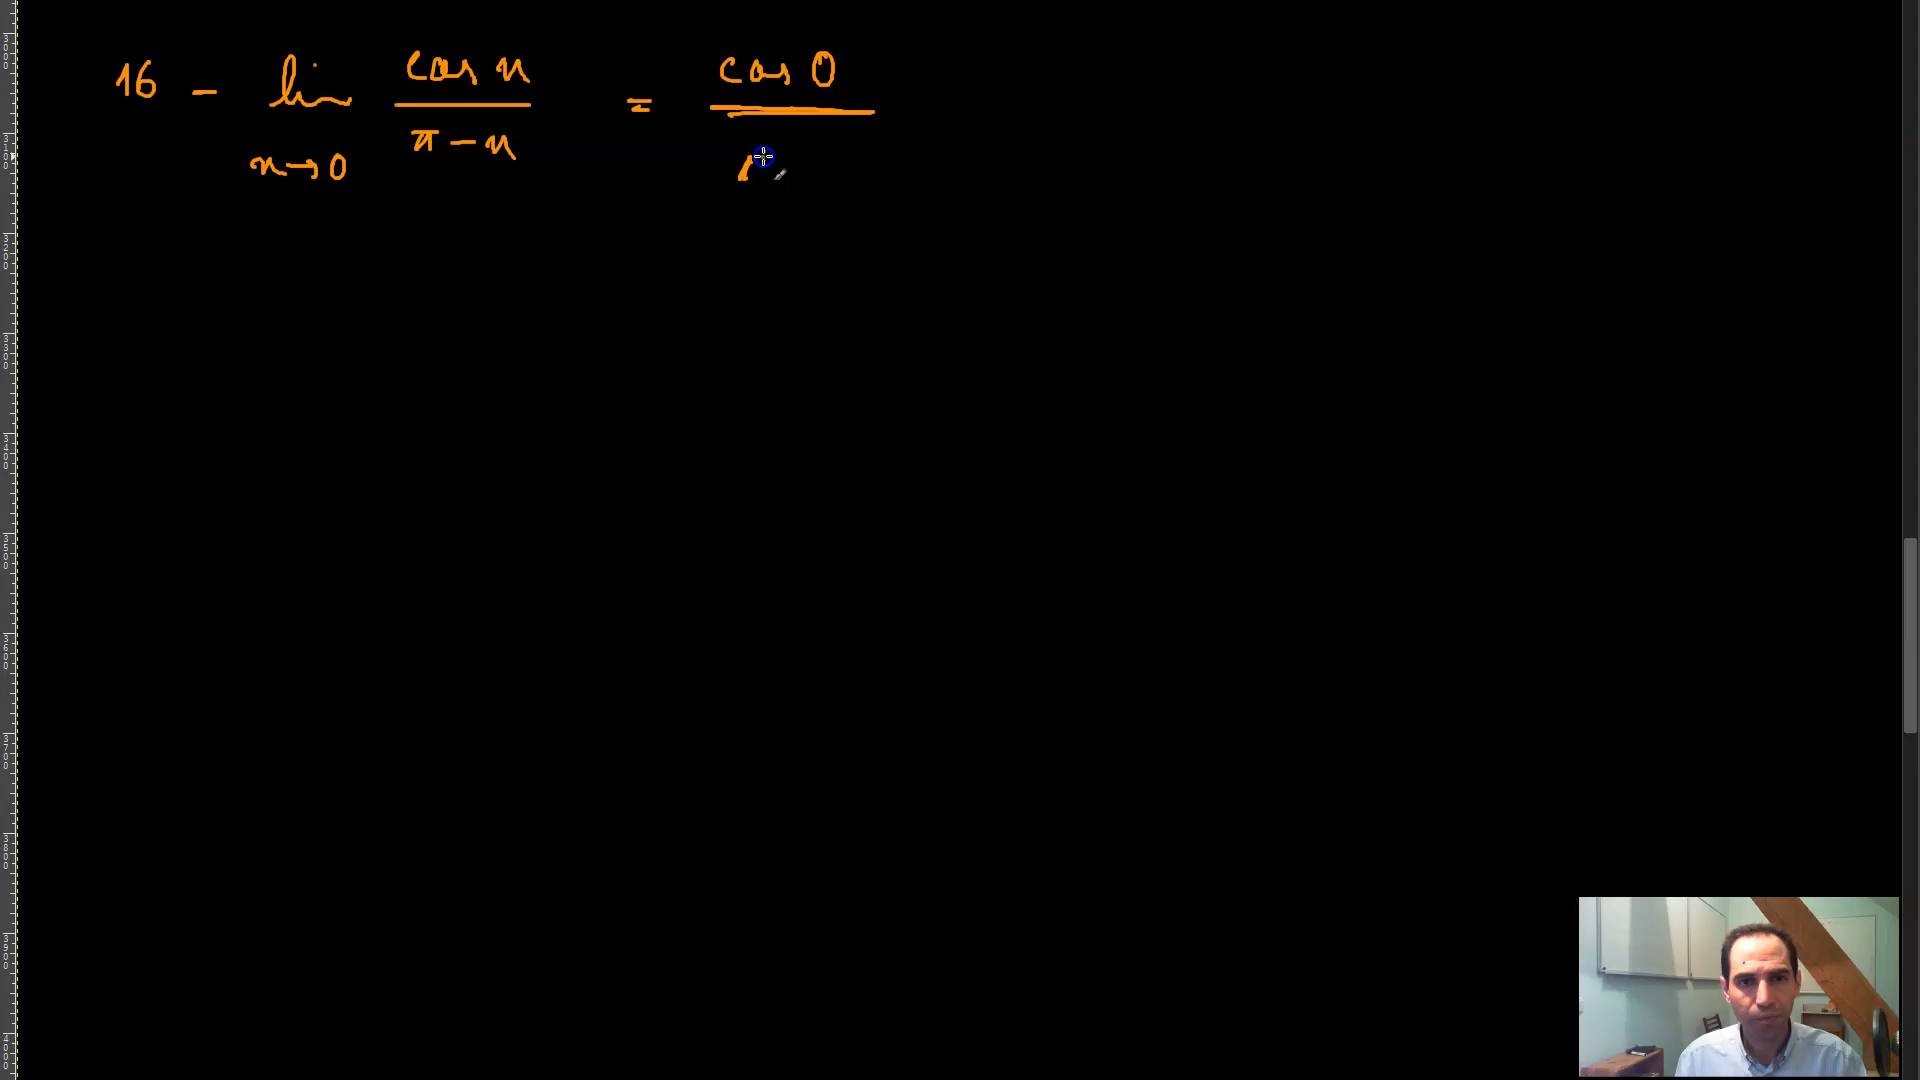 16 - lim cos x / π - x = cos 0
x → 0